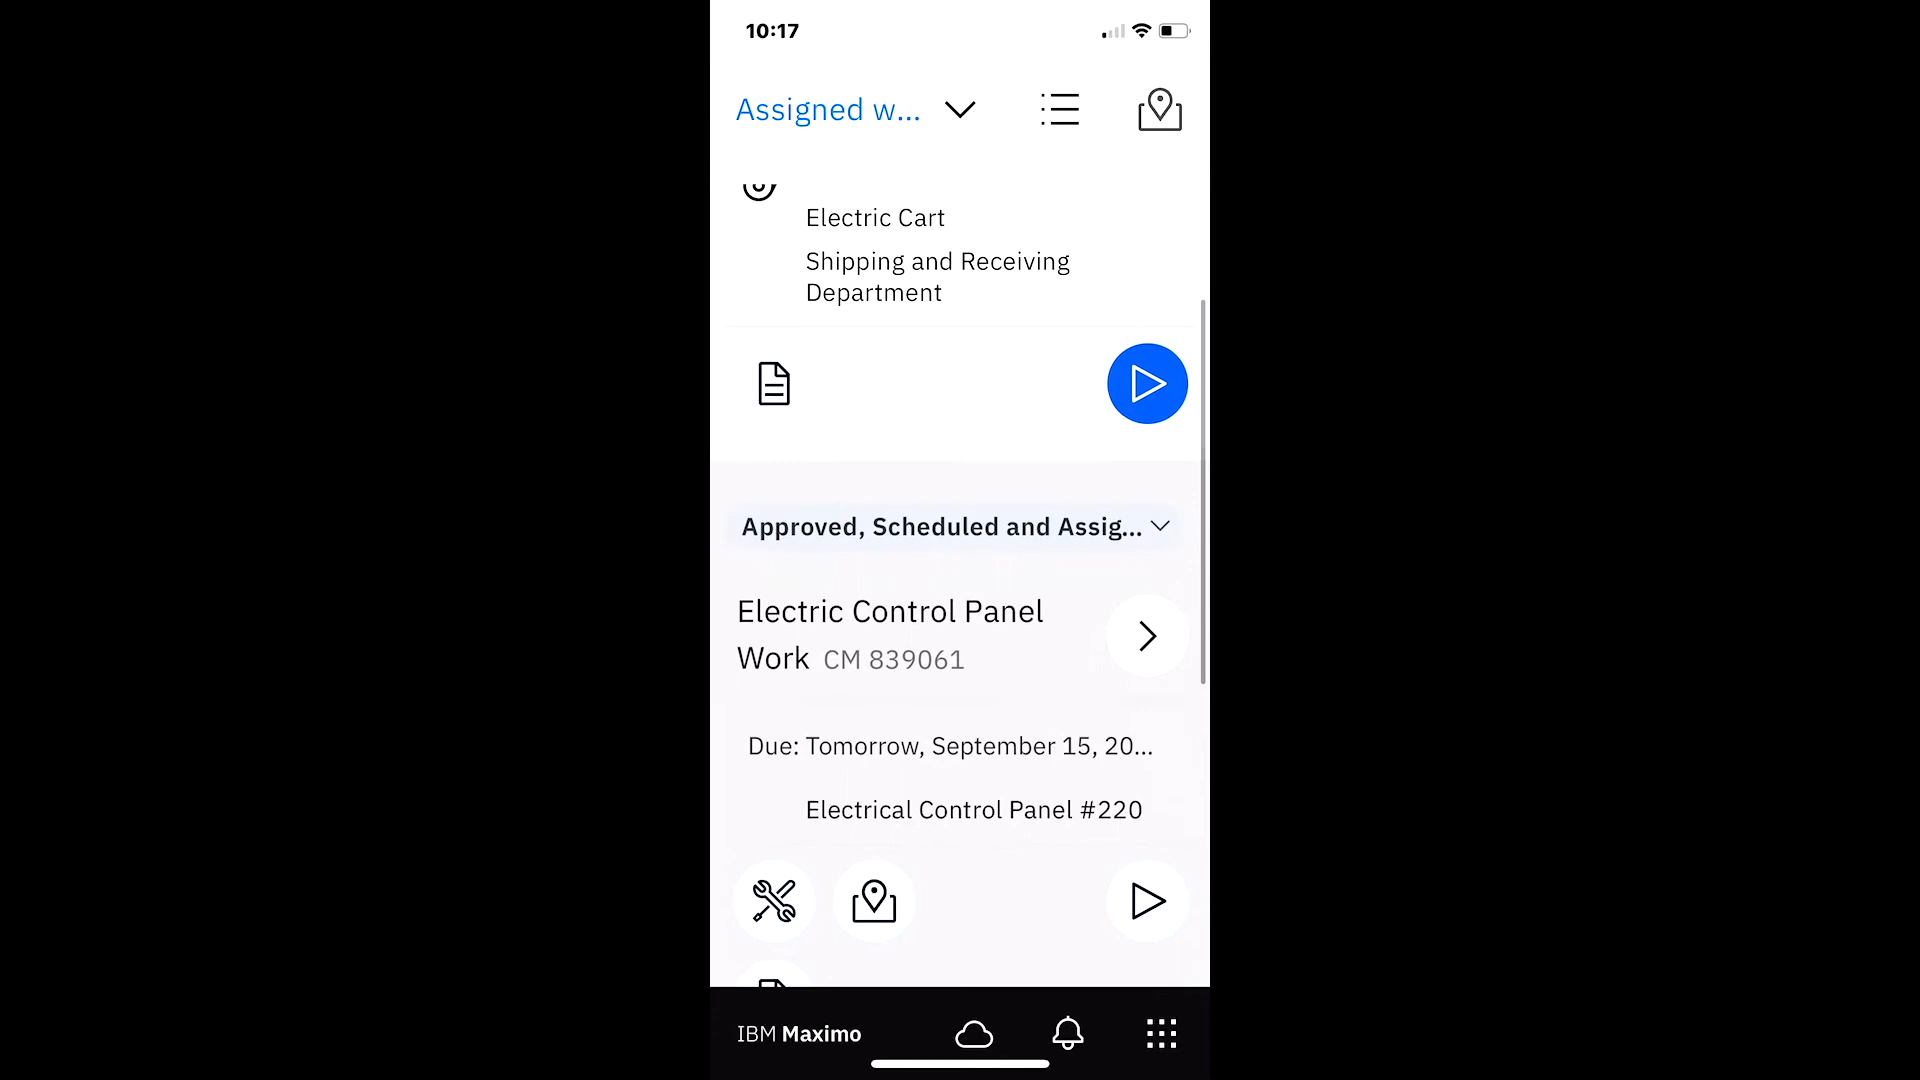 10:17
Assigned w...
Electric Cart
Shipping and Receiving
Department
Approved, Scheduled and Assig...
Electric Control Panel
Work CM 839061
Due: Tomorrow, September 15, 20...
Electrical Control Panel #220
IBM Maximo